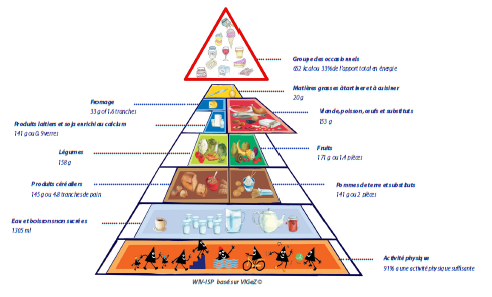 Groupe des occasionnels
652 kcal ou 33% de l'apport total en énergie
Matières grasses à tartiner et à cuisiner
20 g
Fromage
33 g of 1.6 tranches
Viande, poisson, œufs et substituts
153 g
Produits laitiers et soja enrichi au calcium
141 g ou 0.9 verres
Légumes
158 g
Fruits
171 g ou 1.4 pièces
Produits céréaliers
145 g ou 4.8 tranches de pain
Pommes de terre et substituts
141 g ou 2 pièces
Eau et boissons non sucrées
1305 ml
Activité physique
91% a une activité physique suffisante
WIV-ISP basé sur VIGeZ ©